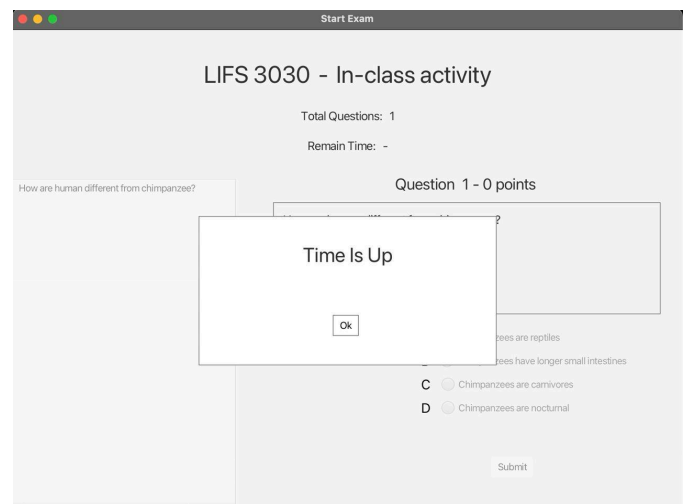 Start Exam
LIFS 3030 - In-class activity
Total Questions: 1
Remain Time: -
How are human different from chimpanzee?
Question 1 - 0 points
?
Time Is Up
Ok
are reptiles
have longer small intestines
C Chimpanzees are carnivores
D Chimpanzees are nocturnal
Submit